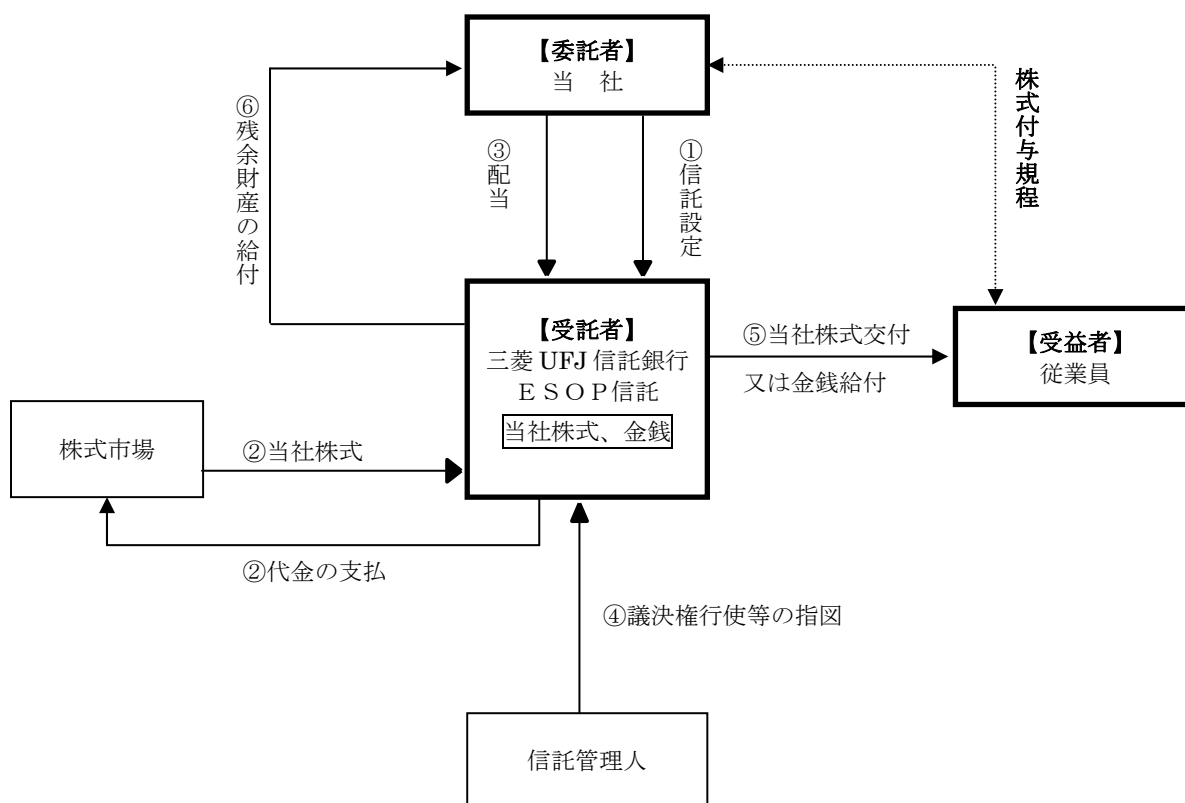 【委託者】
当　社
⑥残余財産の給付
③配当
①信託設定
株式付与規程
【受託者】
三菱 UFJ 信託銀行
ＥＳＯＰ信託
当社株式、金銭
⑤当社株式交付
又は金銭給付
【受益者】
従業員
株式市場
②当社株式
②代金の支払
④議決権行使等の指図
信託管理人